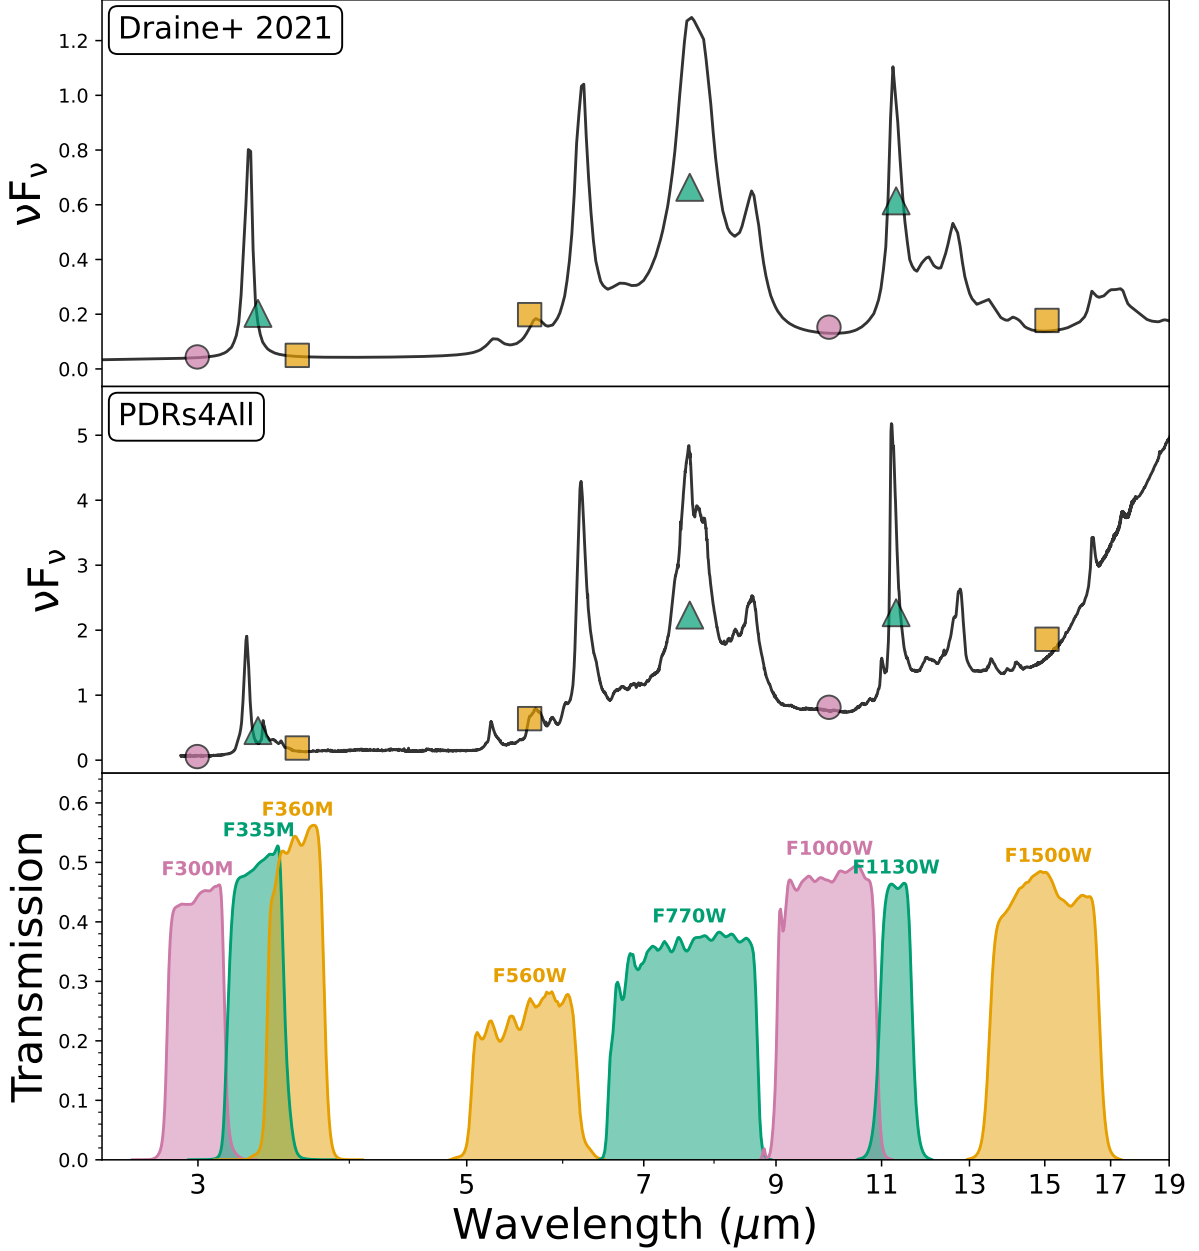 Draine+ 2021
1.2
1.0
0.8
0.6
0.4
0.2
0.0
νFν
PDRs4All
5
4
3
2
1
0
νFν
F360M
F335M
F300M
F560W
F770W
F1000W
F1130W
F1500W
0.6
0.5
0.4
0.3
0.2
0.1
0.0
Transmission
3 5 7 9 11 13 15 17 19
Wavelength (μm)